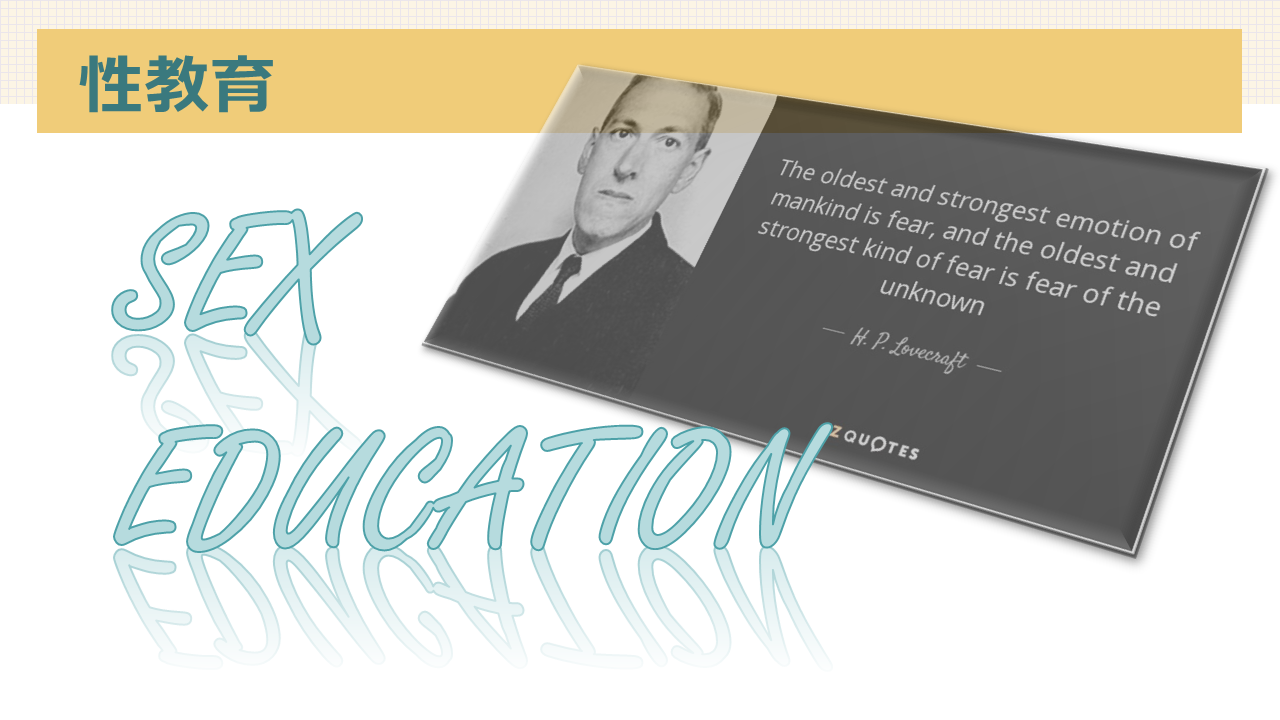 性教育
The oldest and strongest emotion of
mankind is fear, and the oldest and
strongest kind of fear is fear of the
unknown
— H. P. Lovecraft —
SEX
EDUCATION
Z QUOTES